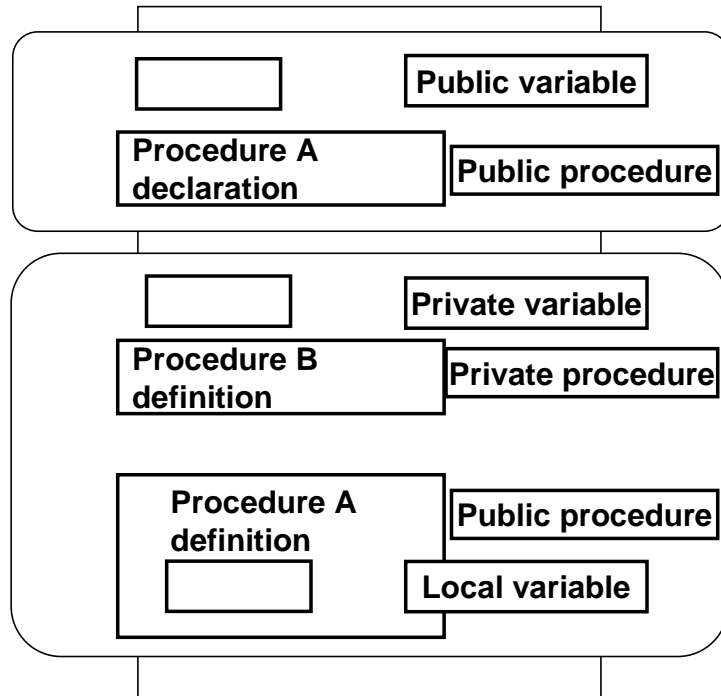 Public variable
Procedure A
declaration
Public procedure
Private variable
Procedure B
definition
Private procedure
Procedure A
definition
Public procedure
Local variable